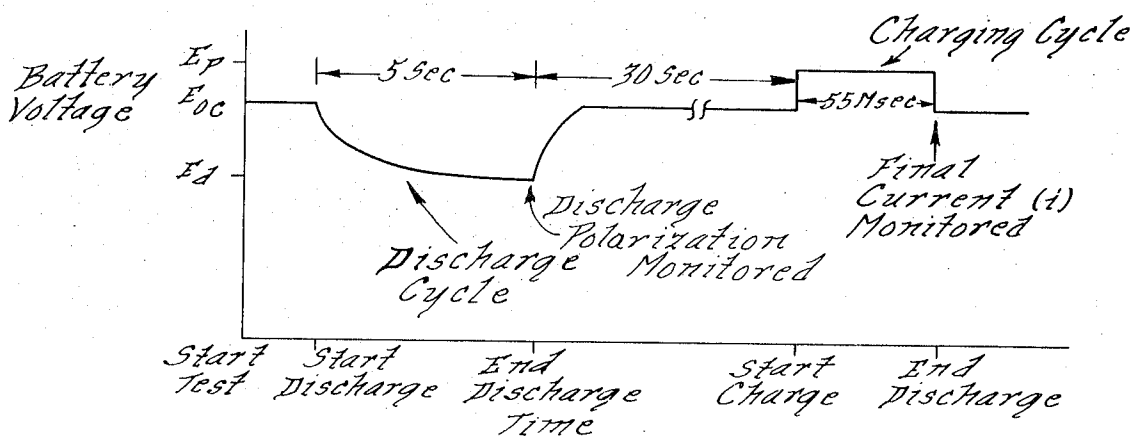 Battery
Voltage
Ep
Eoc
Ed
5 Sec
30 Sec
Charging Cycle
55 Msec
Discharge
Cycle
Discharge
Polarization
Monitored
Final
Current (i)
Monitored
Start
Test
Start
Discharge
End
Discharge
Time
Start
Charge
End
Discharge